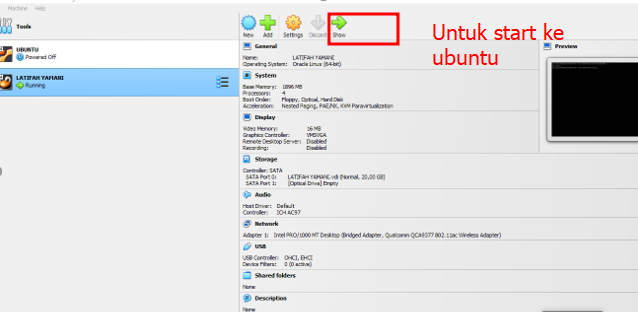 Machine Help
Tools
UBUNTU
Powered Off
LATIFAH YAMANI
Running
New Add Settings Discard Show
Untuk start ke
ubuntu
General
Name: LATIFAH YAMANI
Operating System: Oracle Linux (64-bit)
System
Base Memory: 1896 MB
Processors: 4
Boot Order: Floppy, Optical, Hard Disk
Acceleration: Nested Paging, PAE/NX, KVM Paravirtualization
Display
Video Memory: 16 MB
Graphics Controller: VMSVGA
Remote Desktop Server: Disabled
Recording: Disabled
Storage
Controller: SATA
SATA Port 0: LATIFAH YAMANI.vdi (Normal, 20,00 GB)
SATA Port 1: [Optical Drive] Empty
Audio
Host Driver: Default
Controller: ICH AC97
Network
Adapter 1: Intel PRO/1000 MT Desktop (Bridged Adapter, Qualcomm QCA9377 802.11ac Wireless Adapter)
USB
USB Controller: OHCI, EHCI
Device Filters: 0 (0 active)
Shared folders
None
Description
None
Preview